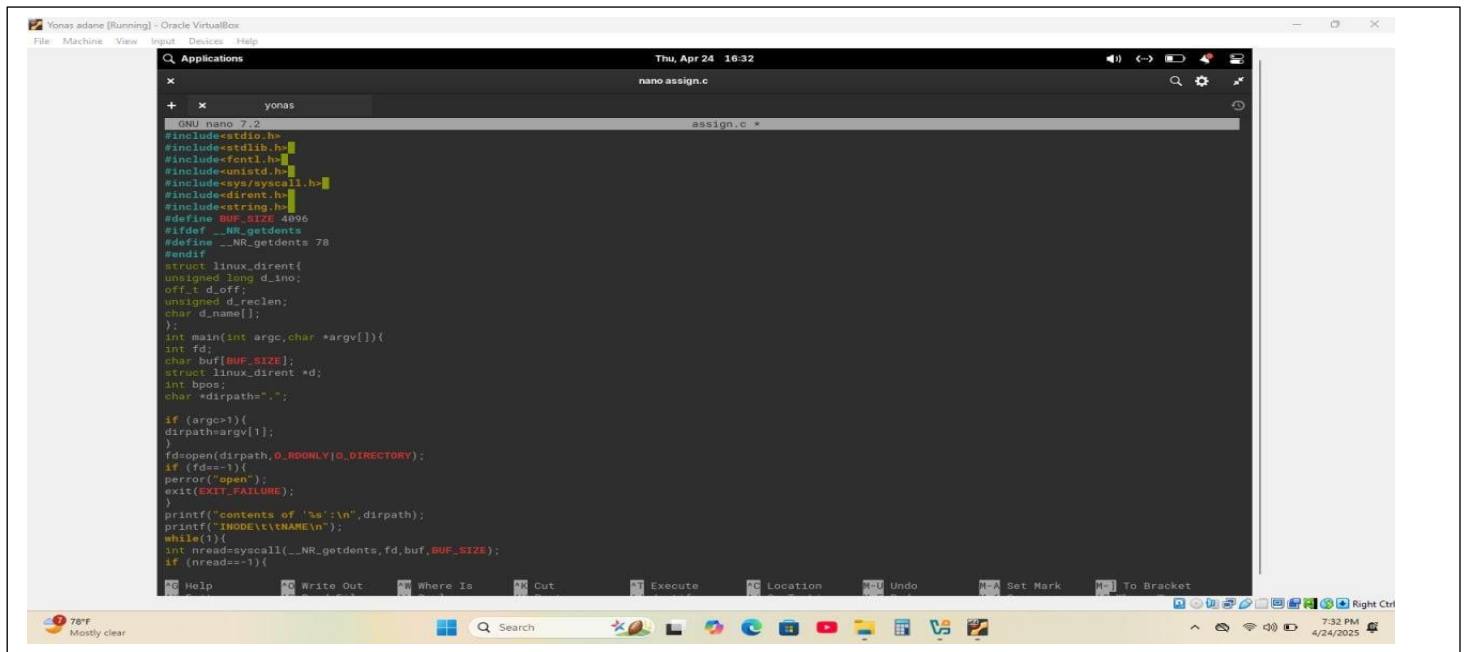 Yonas adane [Running] - Oracle VirtualBox
File Machine View Input Devices Help
Applications Thu, Apr 24 16:32
nano assign.c
yonas
GNU nano 7.2 assign.c *
#include<stdio.h>
#include<stdlib.h>
#include<fcntl.h>
#include<unistd.h>
#include<sys/syscall.h>
#include<dirent.h>
#include<string.h>
#define BUF_SIZE 4096
#ifdef __NR_getdents
#define __NR_getdents 78
#endif
struct linux_dirent{
unsigned long d_ino;
off_t d_off;
unsigned d_reclen;
char d_name[];
};
int main(int argc,char *argv[]){
int fd;
char buf[BUF_SIZE];
struct linux_dirent *d;
int bpos;
char *dirpath=".";
if (argc>1){
dirpath=argv[1];
}
fd=open(dirpath,O_RDONLY|O_DIRECTORY);
if (fd==-1){
perror("open");
exit(EXIT_FAILURE);
}
printf("contents of '%s':\n",dirpath);
printf("INODE\t\tNAME\n");
while(1){
int nread=syscall(__NR_getdents,fd,buf,BUF_SIZE);
if (nread==-1){
^G Help ^O Write Out ^W Where Is ^K Cut ^T Execute ^C Location M-U Undo M-A Set Mark M-] To Bracket
Right Ctrl
7 78°F Search 7:32 PM
Mostly clear 4/24/2025